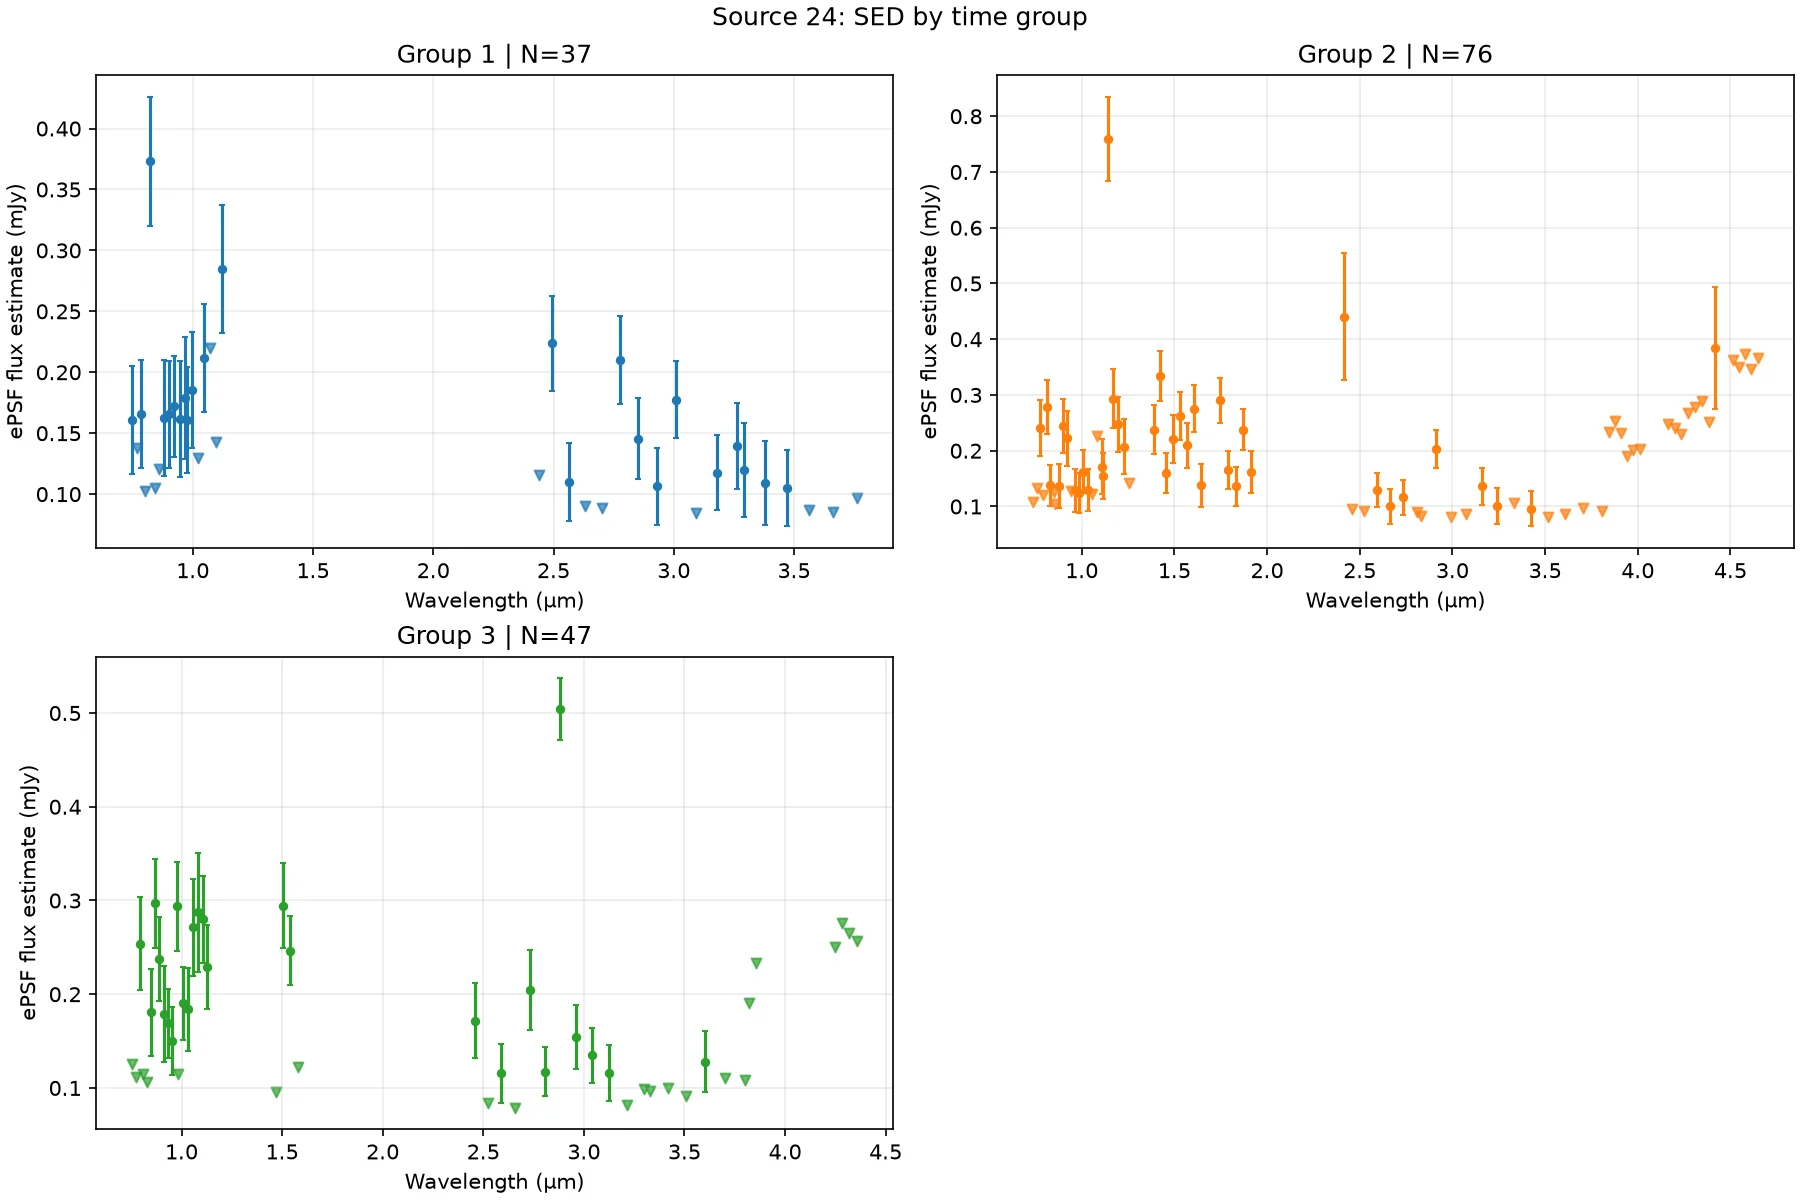 Source 24: SED by time group
Group 1 | N=37
0.40
0.35
0.30
0.25
0.20
0.15
0.10
ePSF flux estimate (mJy)
1.0 1.5 2.0 2.5 3.0 3.5
Wavelength (μm)
Group 2 | N=76
0.8
0.7
0.6
0.5
0.4
0.3
0.2
0.1
ePSF flux estimate (mJy)
1.0 1.5 2.0 2.5 3.0 3.5 4.0 4.5
Wavelength (μm)
Group 3 | N=47
0.5
0.4
0.3
0.2
0.1
ePSF flux estimate (mJy)
1.0 1.5 2.0 2.5 3.0 3.5 4.0 4.5
Wavelength (μm)